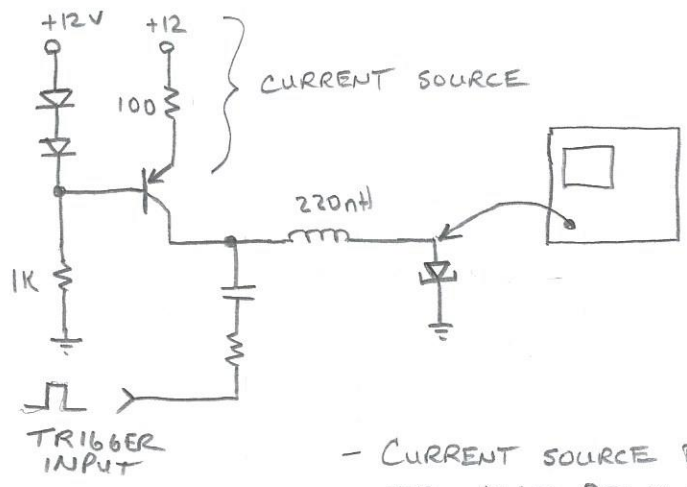 +12V
+12
100
CURRENT SOURCE
220nH
1K
TRIGGER
INPUT
- CURRENT SOURCE